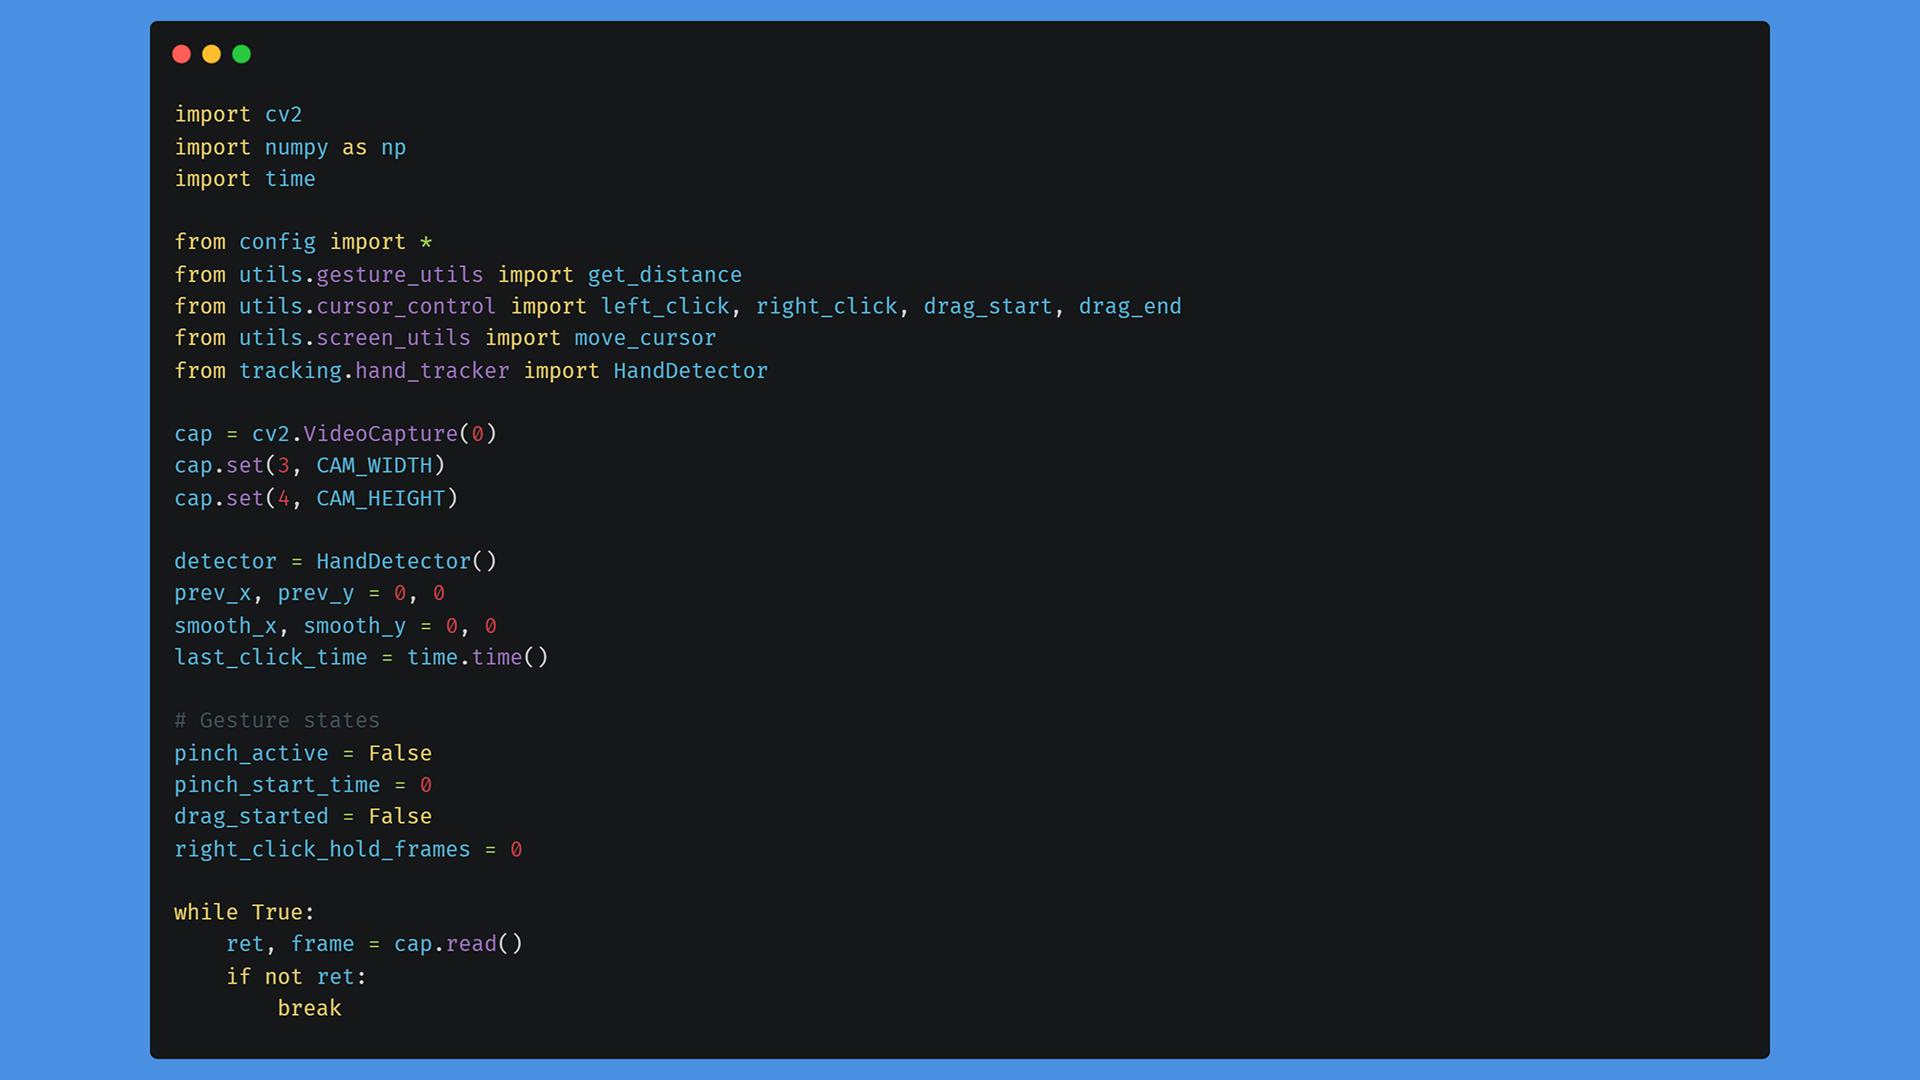 import cv2
import numpy as np
import time
from config import *
from utils.gesture_utils import get_distance
from utils.cursor_control import left_click, right_click, drag_start, drag_end
from utils.screen_utils import move_cursor
from tracking.hand_tracker import HandDetector
cap = cv2.VideoCapture(0)
cap.set(3, CAM_WIDTH)
cap.set(4, CAM_HEIGHT)
detector = HandDetector()
prev_x, prev_y = 0, 0
smooth_x, smooth_y = 0, 0
last_click_time = time.time()
# Gesture states
pinch_active = False
pinch_start_time = 0
drag_started = False
right_click_hold_frames = 0
while True:
    ret, frame = cap.read()
    if not ret:
        break